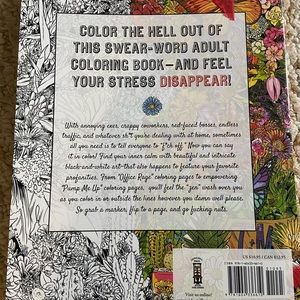 COLOR THE HELL OUT OF
THIS SWEAR-WORD ADULT
COLORING BOOK—AND FEEL
YOUR STRESS DISAPPEAR!
With annoying exes, crappy coworkers, red-faced bosses, endless
traffic, and whatever sh*t you're dealing with at home, sometimes
all you need is to tell everyone to "F*ck off." Now you can say
it in color! Find your inner calm with beautiful and intricate
black-and-white art that also happens to feature your favorite
profanities. From "Office Rage" coloring pages to empowering
"Pump Me Up" coloring pages, you'll feel the "zen" wash over
you as you color in or outside the lines however you damn well please.
So grab a marker, flip to a page, and go fucking nuts.
Visit us online!